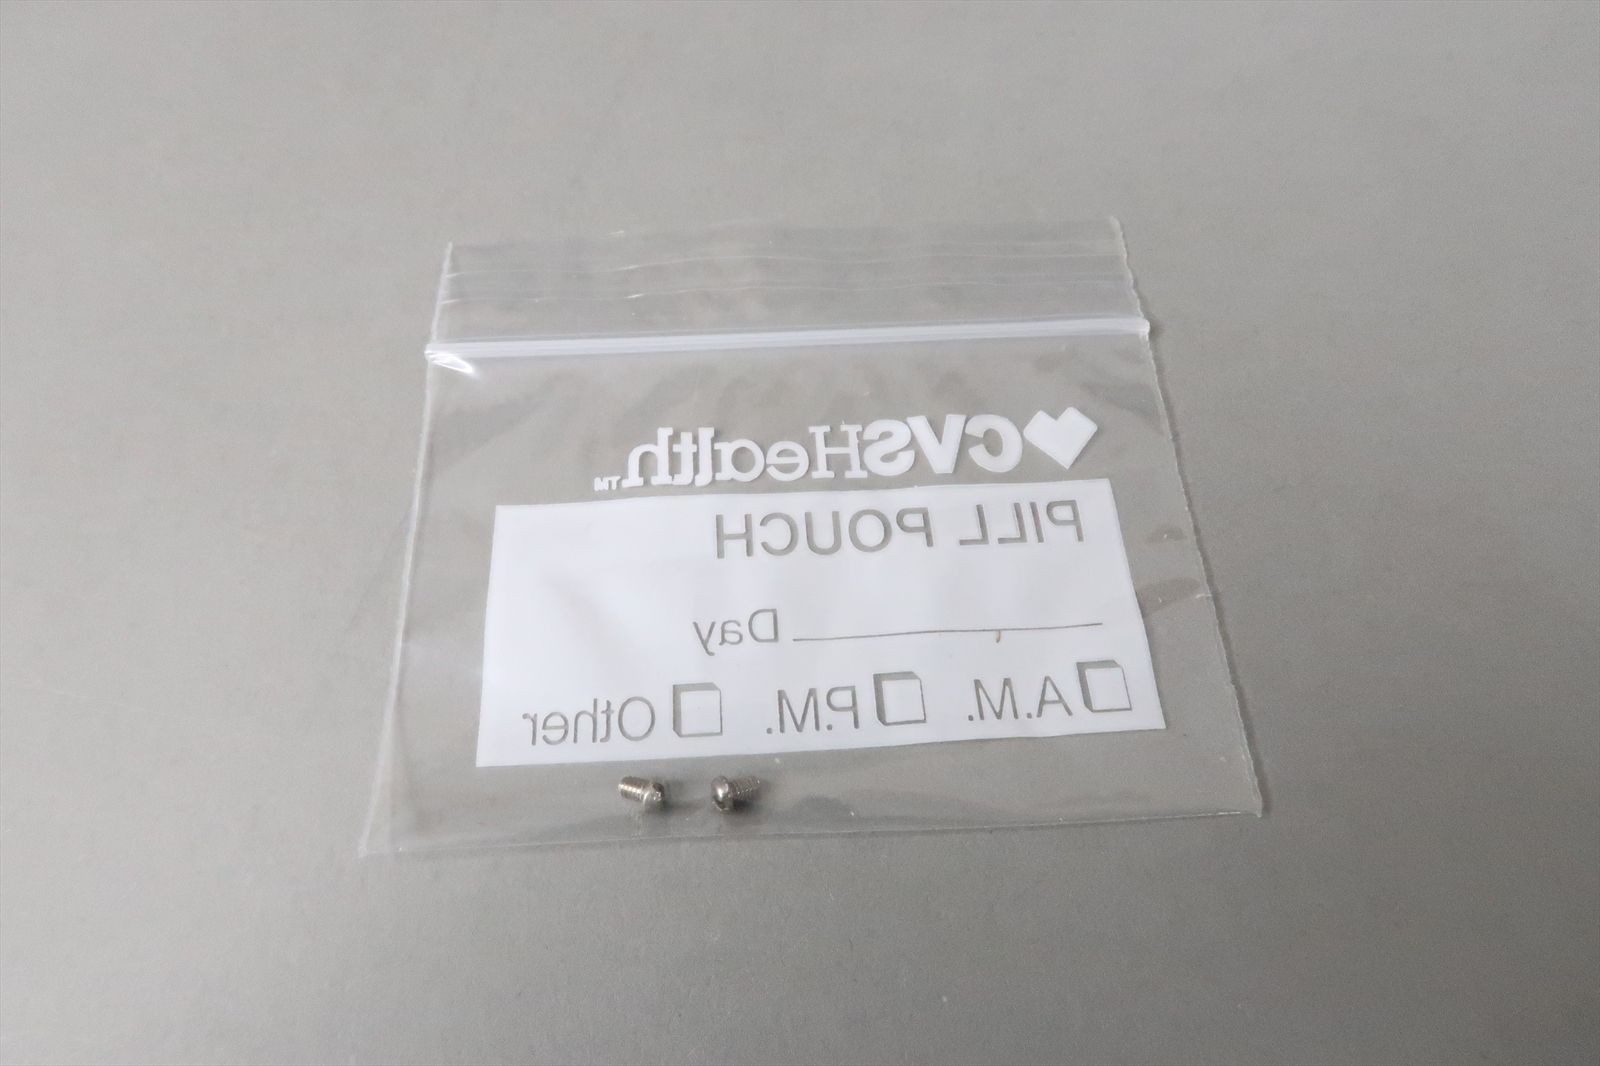 CVSHealth™
PILL POUCH
Day
A.M. P.M. Other